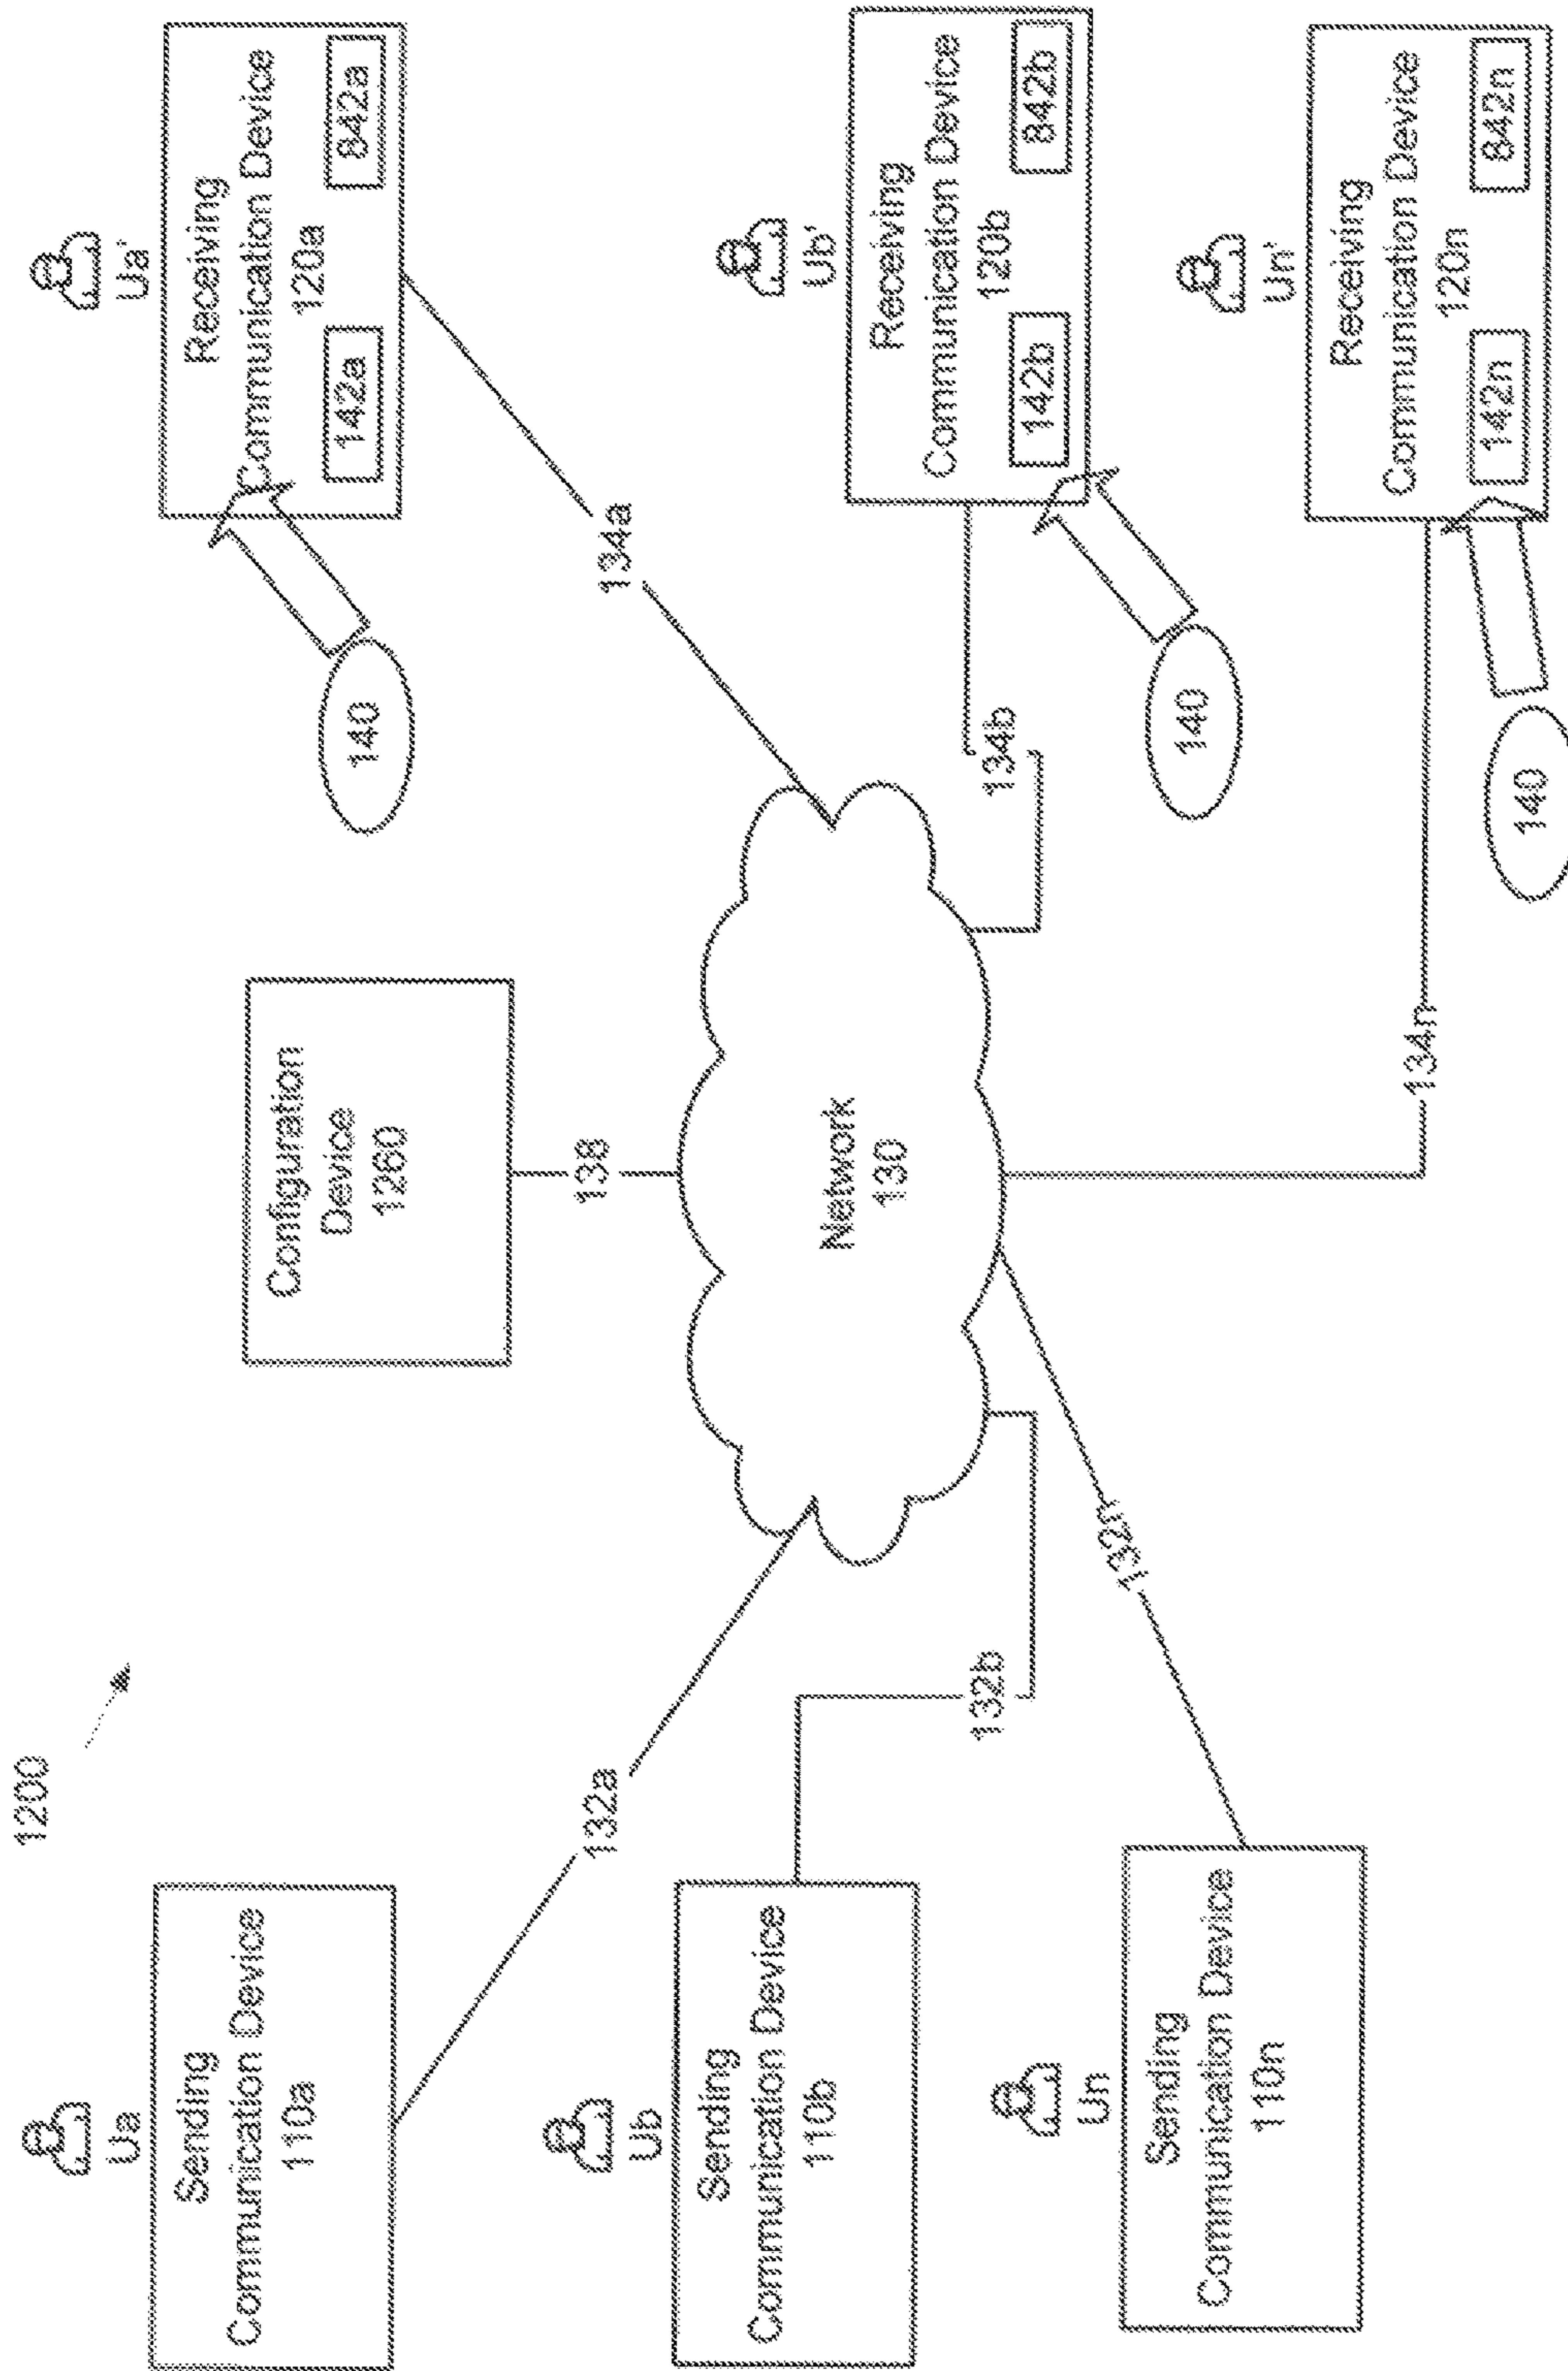 1200
Ua
Sending
Communication Device
110a
Ub
Sending
Communication Device
110b
Un
Sending
Communication Device
110n
132a
132b
132n
Configuration
Device
1260
138
Network
130
134a
134b
134n
Ua'
Receiving
Communication Device
120a
142a
842a
140
Ub'
Receiving
Communication Device
120b
142b
842b
140
Un'
Receiving
Communication Device
120n
142n
842n
140